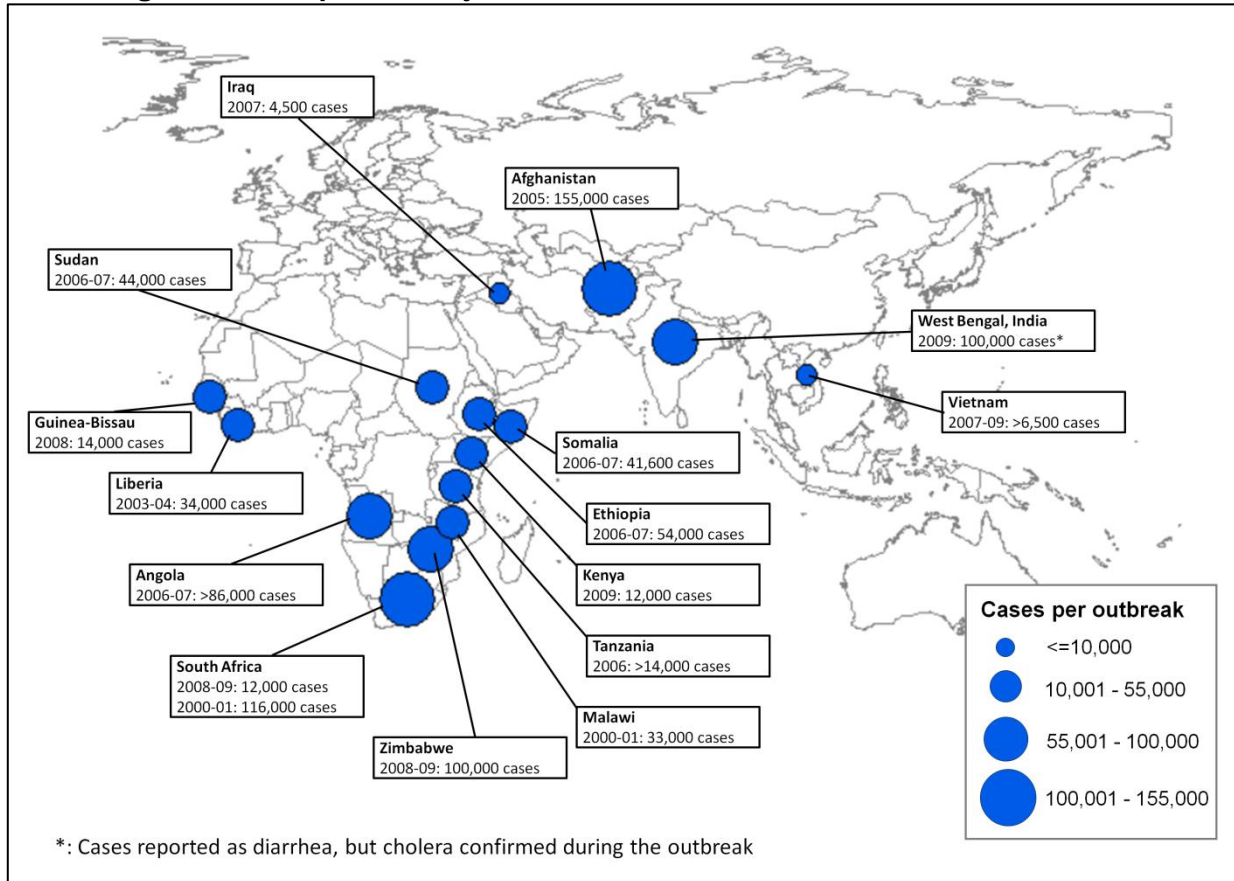 Iraq
2007: 4,500 cases
Afghanistan
2005: 155,000 cases
Sudan
2006-07: 44,000 cases
West Bengal, India
2009: 100,000 cases*
Vietnam
2007-09: >6,500 cases
Guinea-Bissau
2008: 14,000 cases
Somalia
2006-07: 41,600 cases
Liberia
2003-04: 34,000 cases
Ethiopia
2006-07: 54,000 cases
Angola
2006-07: >86,000 cases
Kenya
2009: 12,000 cases
Tanzania
2006: >14,000 cases
South Africa
2008-09: 12,000 cases
2000-01: 116,000 cases
Malawi
2000-01: 33,000 cases
Zimbabwe
2008-09: 100,000 cases
Cases per outbreak
<=10,000
10,001 - 55,000
55,001 - 100,000
100,001 - 155,000
*: Cases reported as diarrhea, but cholera confirmed during the outbreak